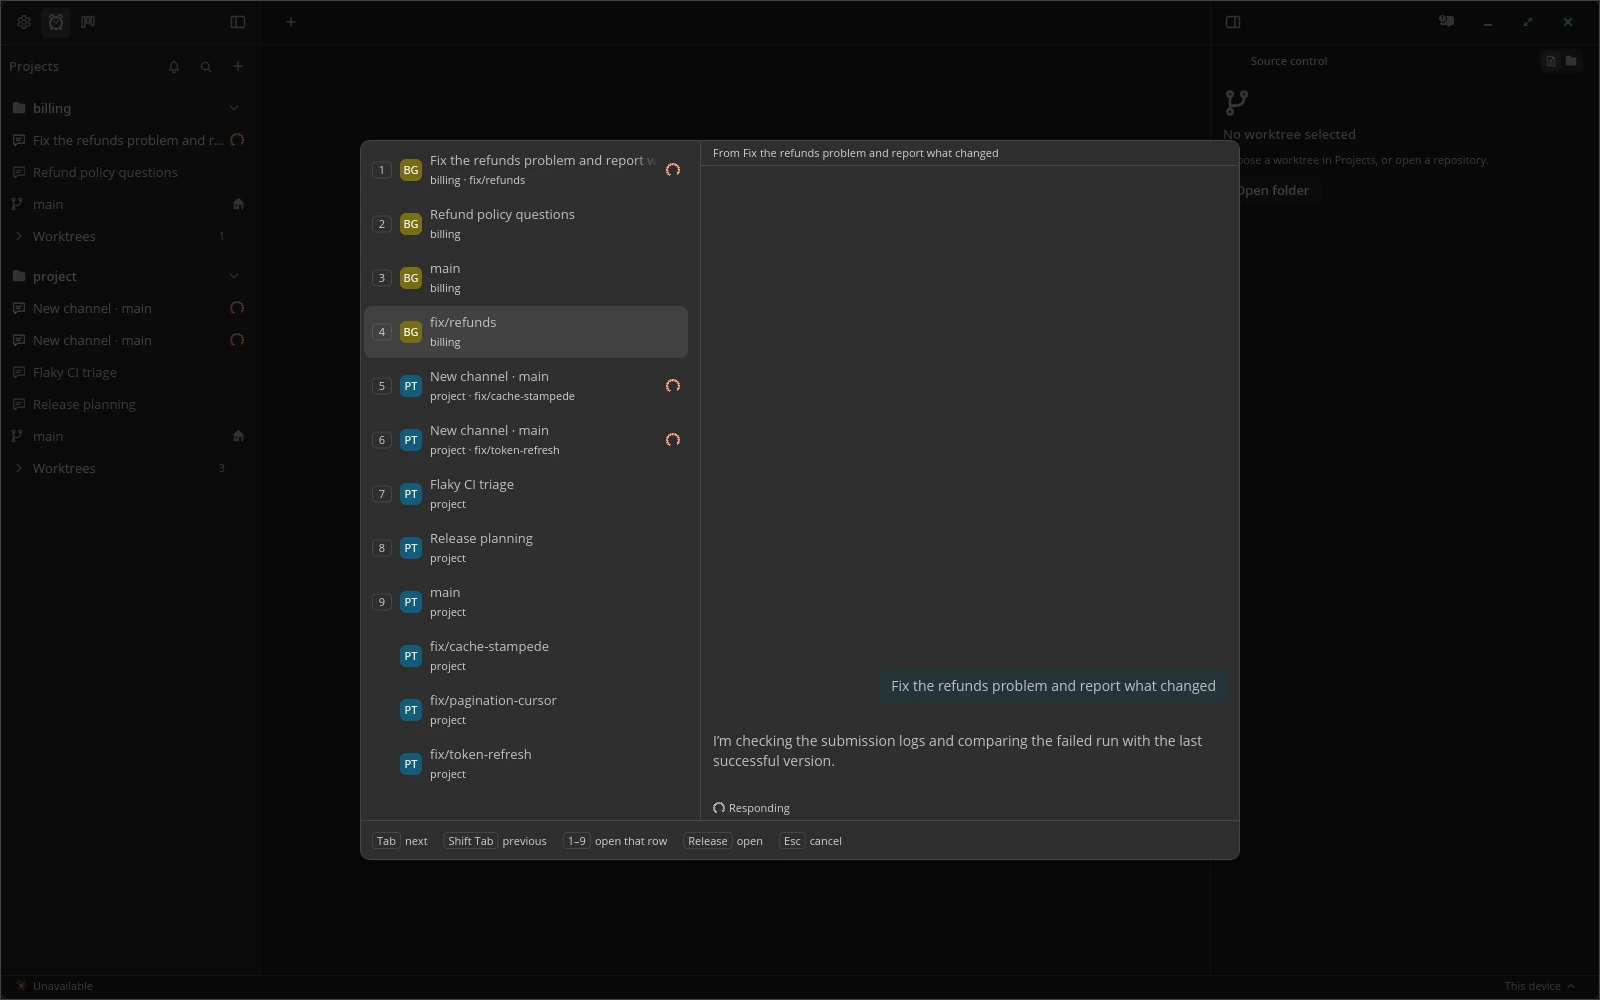 Projects
billing
Fix the refunds problem and r...
Refund policy questions
main
Worktrees 1
project
New channel · main
New channel · main
Flaky CI triage
Release planning
main
Worktrees 3
1 BG Fix the refunds problem and report
billing · fix/refunds
2 BG Refund policy questions
billing
3 BG main
billing
4 BG fix/refunds
billing
5 PT New channel · main
project · fix/cache-stampede
6 PT New channel · main
project · fix/token-refresh
7 PT Flaky CI triage
project
8 PT Release planning
project
9 PT main
project
PT fix/cache-stampede
project
PT fix/pagination-cursor
project
PT fix/token-refresh
project
From Fix the refunds problem and report what changed
Fix the refunds problem and report what changed
I'm checking the submission logs and comparing the failed run with the last
successful version.
Responding
Tab next Shift Tab previous 1–9 open that row Release open Esc cancel
Source control
No worktree selected
a worktree in Projects, or open a repository.
Open folder
Unavailable
This device